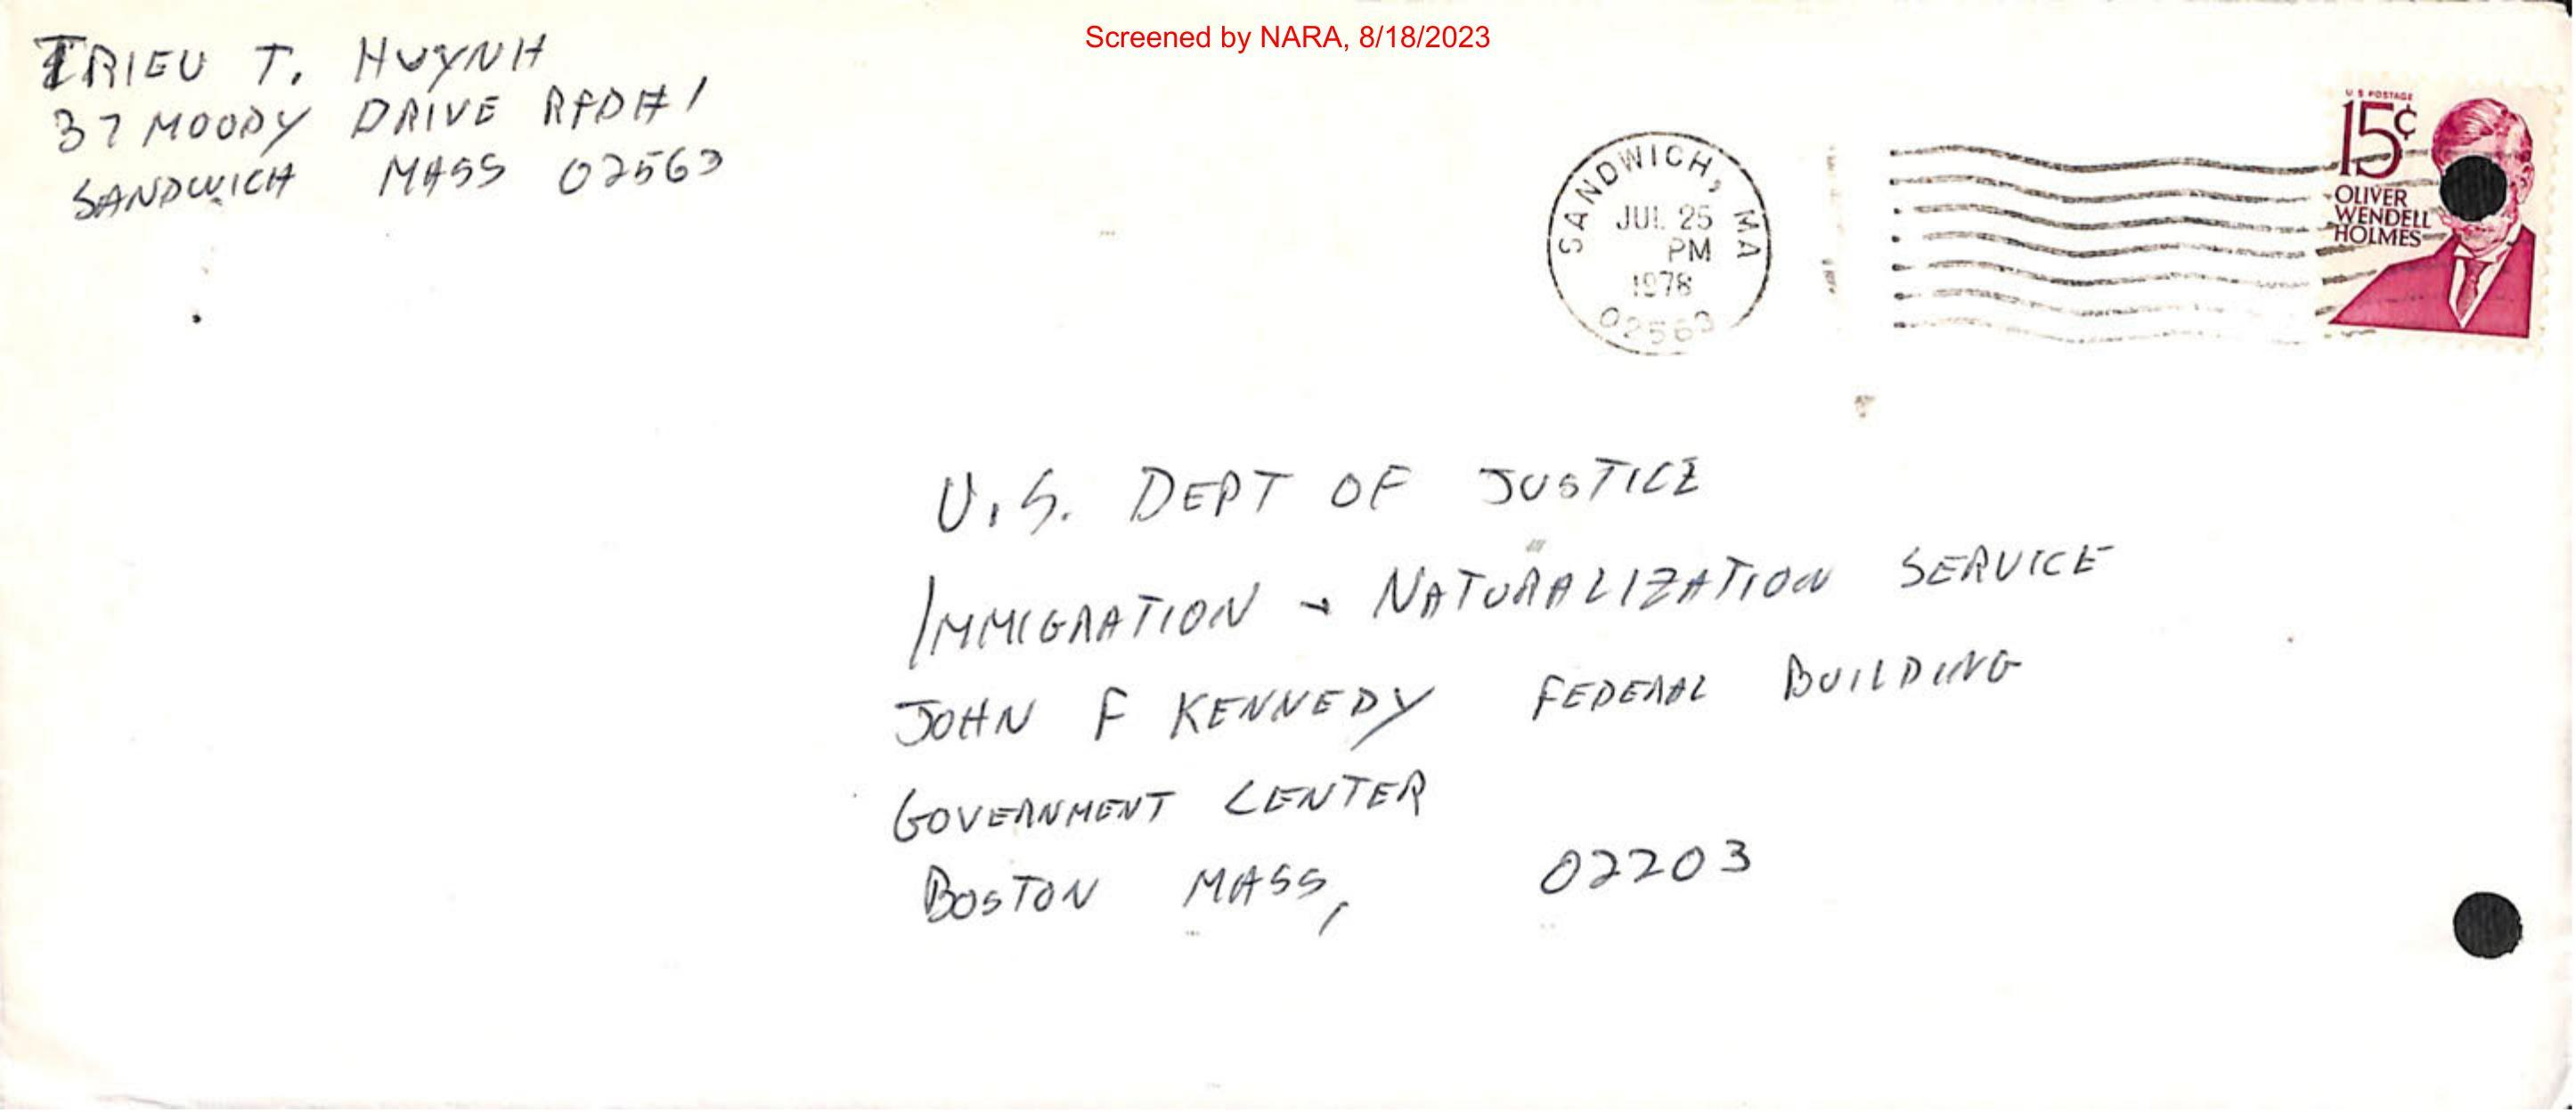 Screened by NARA, 8/18/2023
TRIEU T. HUYNH
37 MOODY DRIVE RFD#1
SANDWICH MASS 02563
SANDWICH, MA
JUL 25
PM
1978
02563
U S POSTAGE
15¢
OLIVER
WENDELL
HOLMES
U.S. DEPT OF JUSTICE
IMMIGRATION + NATURALIZATION SERVICE
JOHN F KENNEDY FEDERAL BUILDING
GOVERNMENT CENTER
BOSTON MASS, 02203